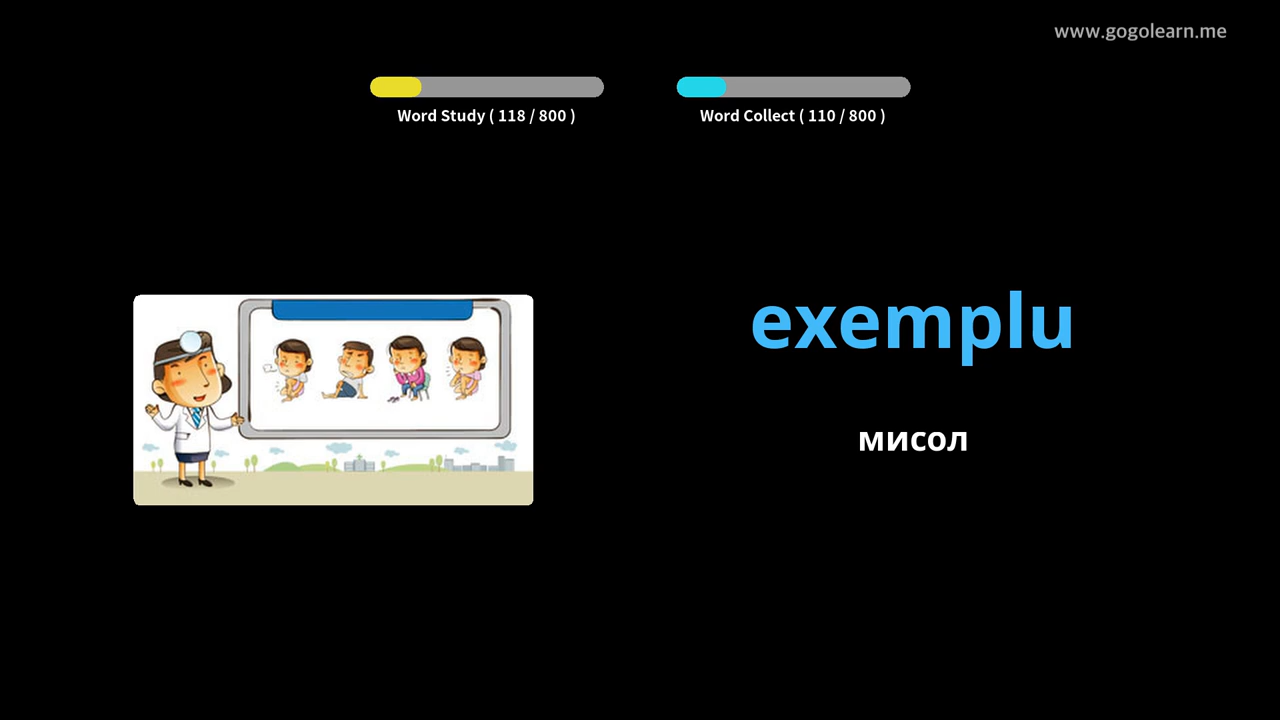 www.gogolearn.me
Word Study ( 118 / 800 )
Word Collect ( 110 / 800 )
exemplu
мисол